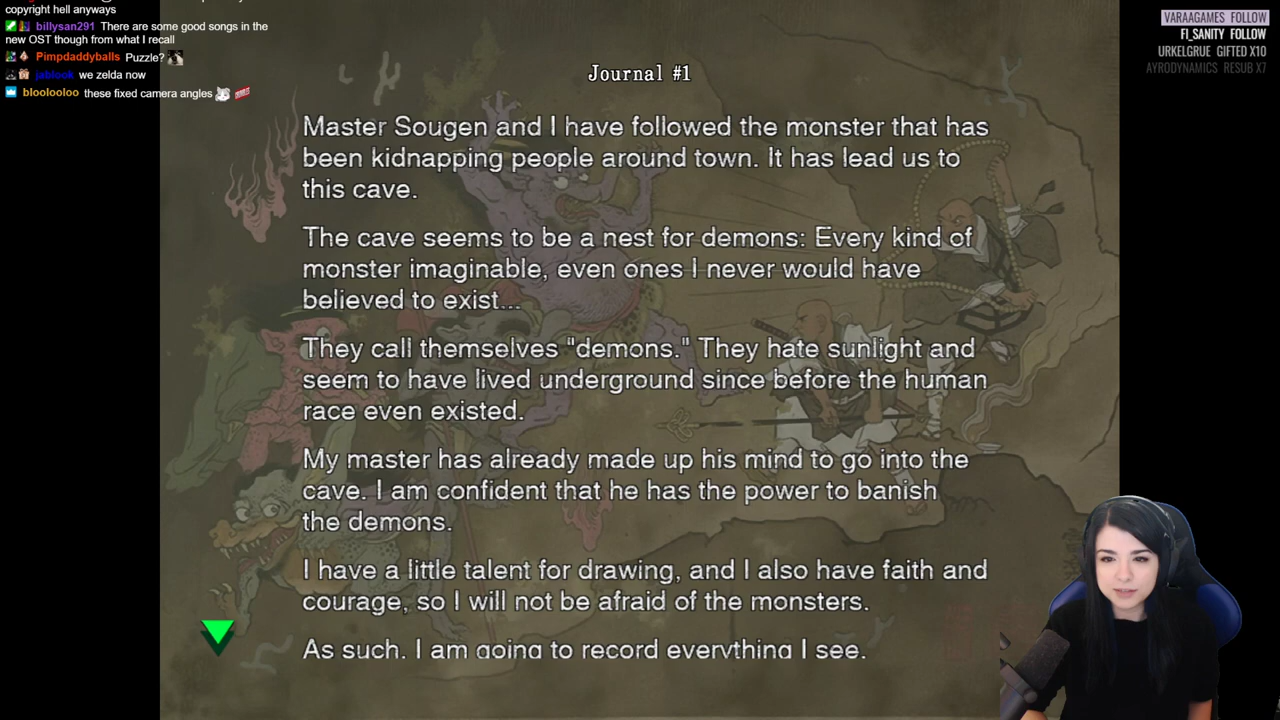 copyright hell anyways
billysan291 There are some good songs in the
new OST though from what I recall
Pimpdaddyballs Puzzle?
jablook we zelda now
bloolooloo these fixed camera angles
VARAAGAMES FOLLOW
FI_SANITY FOLLOW
URKELGRUE GIFTED X10
AYRODYNAMICS RESUB X7
Journal #1
Master Sougen and I have followed the monster that has
been kidnapping people around town. It has lead us to
this cave.
The cave seems to be a nest for demons: Every kind of
monster imaginable, even ones I never would have
believed to exist...
They call themselves "demons." They hate sunlight and
seem to have lived underground since before the human
race even existed.
My master has already made up his mind to go into the
cave. I am confident that he has the power to banish
the demons.
I have a little talent for drawing, and I also have faith and
courage, so I will not be afraid of the monsters.
As such. I am going to record everything I see.